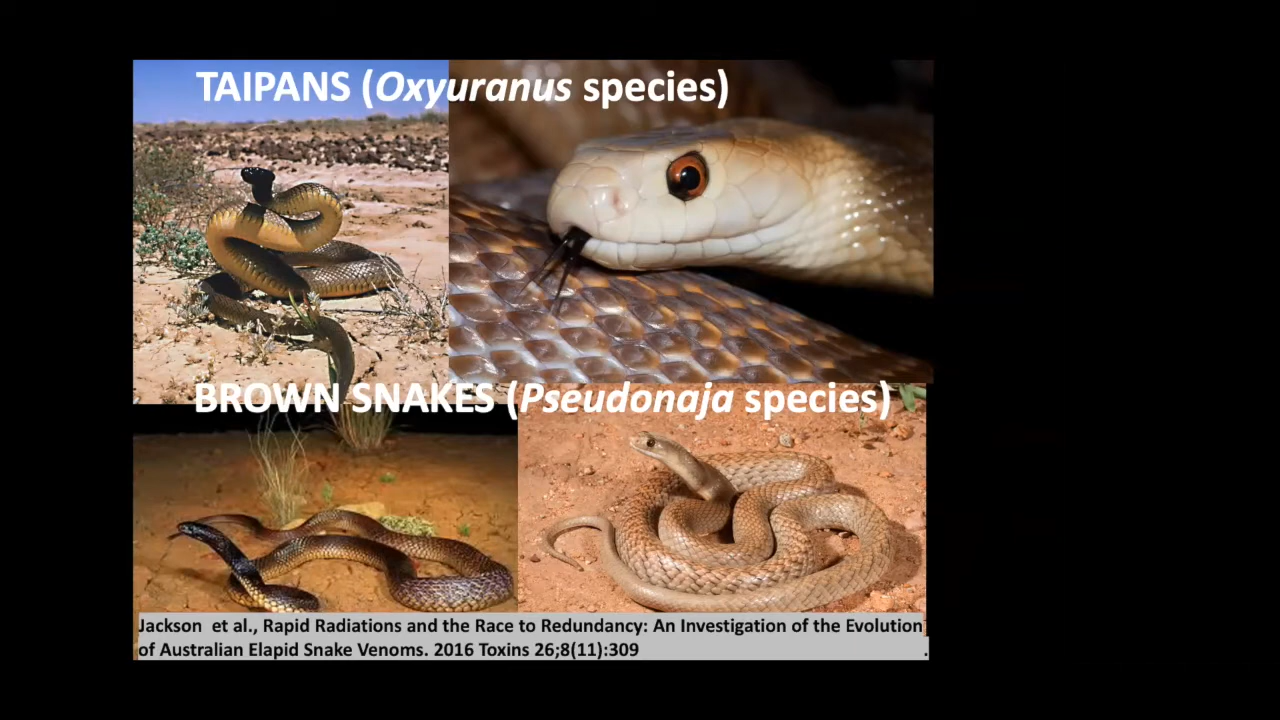 TAIPANS (Oxyuranus species)
BROWN SNAKES (Pseudonaja species)
Jackson et al., Rapid Radiations and the Race to Redundancy: An Investigation of the Evolution
of Australian Elapid Snake Venoms. 2016 Toxins 26;8(11):309 .